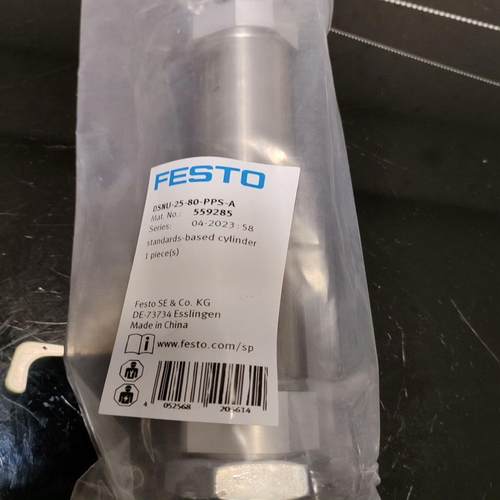 FESTO
DSNU-25-80-PPS-A
Mat. No.: 559285
Series: 04-2023 58
standards-based cylinder
1 piece(s)
Festo SE & Co. KG
DE-73734 Esslingen
Made in China
www.festo.com/sp
4 052568 205614